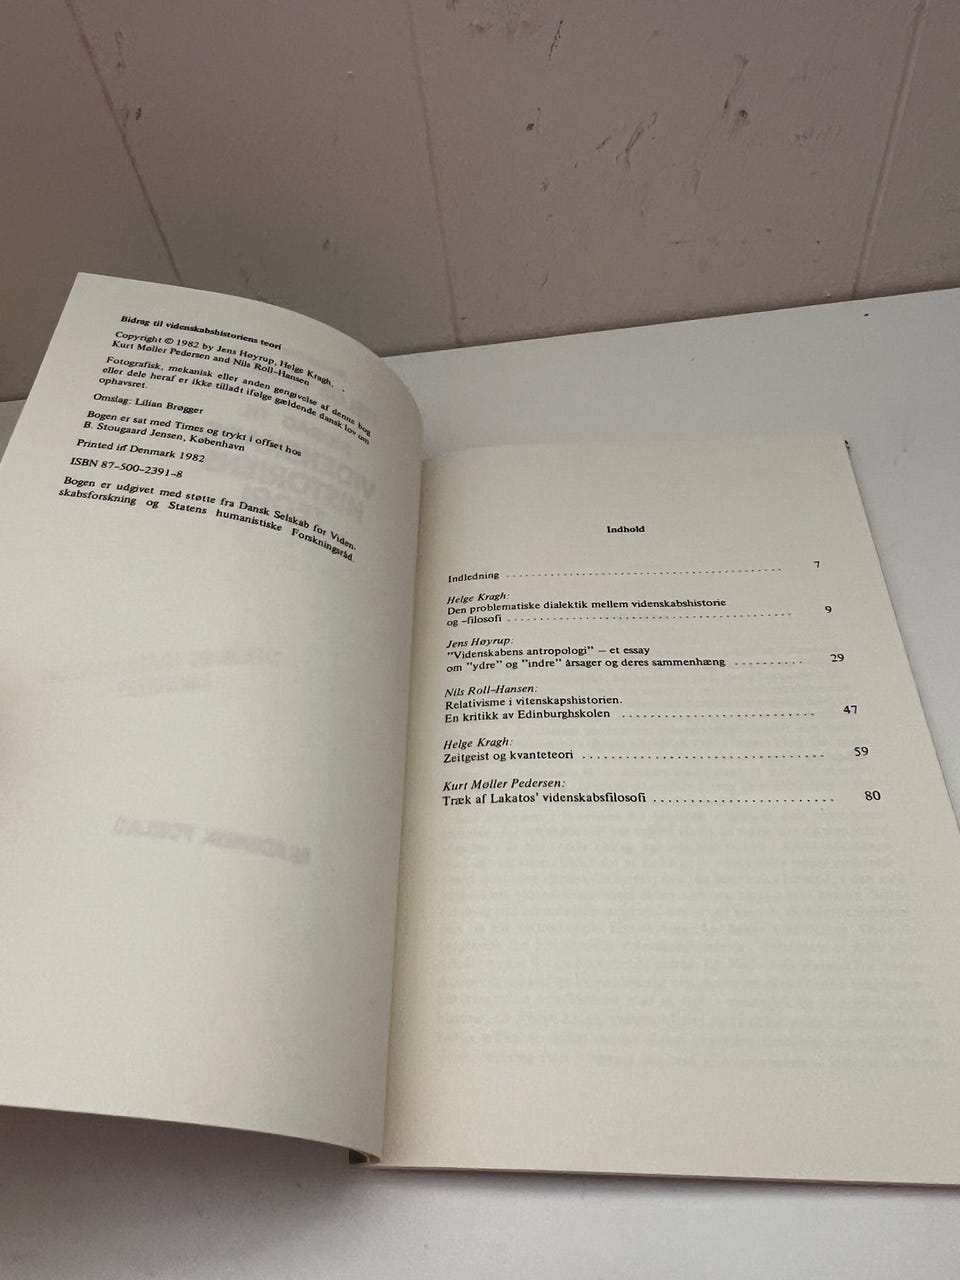 Bidrag til videnskabshistoriens teori
Copyright © 1982 by Jens Høyrup, Helge Kragh,
Kurt Møller Pedersen and Nils Roll-Hansen
Fotografisk, mekanisk eller anden gengivelse af denne bog
eller dele heraf er ikke tilladt ifølge gældende dansk lov om
ophavsret.
Omslag: Lilian Brøgger
Bogen er sat med Times og trykt i offset hos
B. Stougaard Jensen, København
Printed in Denmark 1982
ISBN 87-500-2391-8
Bogen er udgivet med støtte fra Dansk Selskab for Viden-
skabsforskning og Statens humanistiske Forskningsråd.
Indhold
Indledning . . . . . . . . . . . . . . . . . . . . 7
Helge Kragh:
Den problematiske dialektik mellem videnskabshistorie
og -filosofi . . . . . . . . . . . . . . . . . . . . 9
Jens Høyrup:
"Videnskabens antropologi" – et essay
om "ydre" og "indre" årsager og deres sammenhæng . . . . . . . . . . 29
Nils Roll-Hansen:
Relativisme i vitenskapshistorien.
En kritikk av Edinburghskolen . . . . . . . . . . . . . . . . . . . . 47
Helge Kragh:
Zeitgeist og kvanteteori . . . . . . . . . . . . . . . . . . . . 59
Kurt Møller Pedersen:
Træk af Lakatos' videnskabsfilosofi . . . . . . . . . . . . . . . . . . . . 80